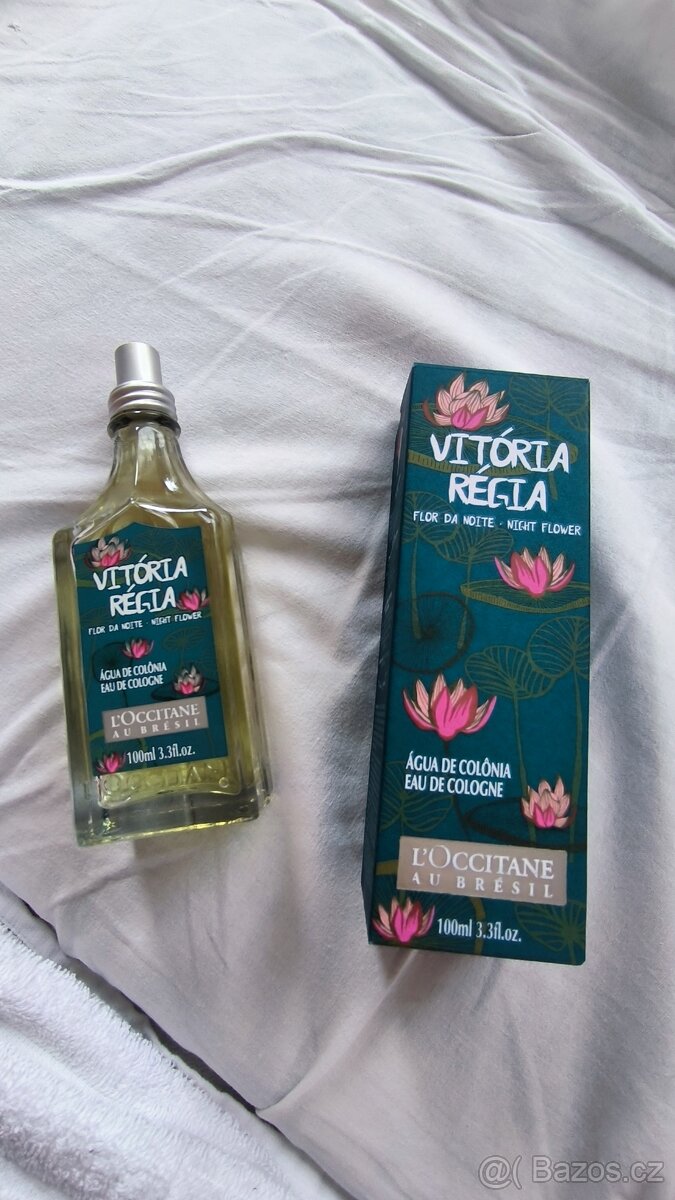 VITÓRIA
RÉGIA
FLOR DA NOITE · NIGHT FLOWER
ÁGUA DE COLÔNIA
EAU DE COLOGNE
L'OCCITANE
AU BRÉSIL
100ml 3.3fl.oz.
VITÓRIA
RÉGIA
FLOR DA NOITE · NIGHT FLOWER
ÁGUA DE COLÔNIA
EAU DE COLOGNE
L'OCCITANE
AU BRÉSIL
100ml 3.3fl.oz.
@( Bazos.cz